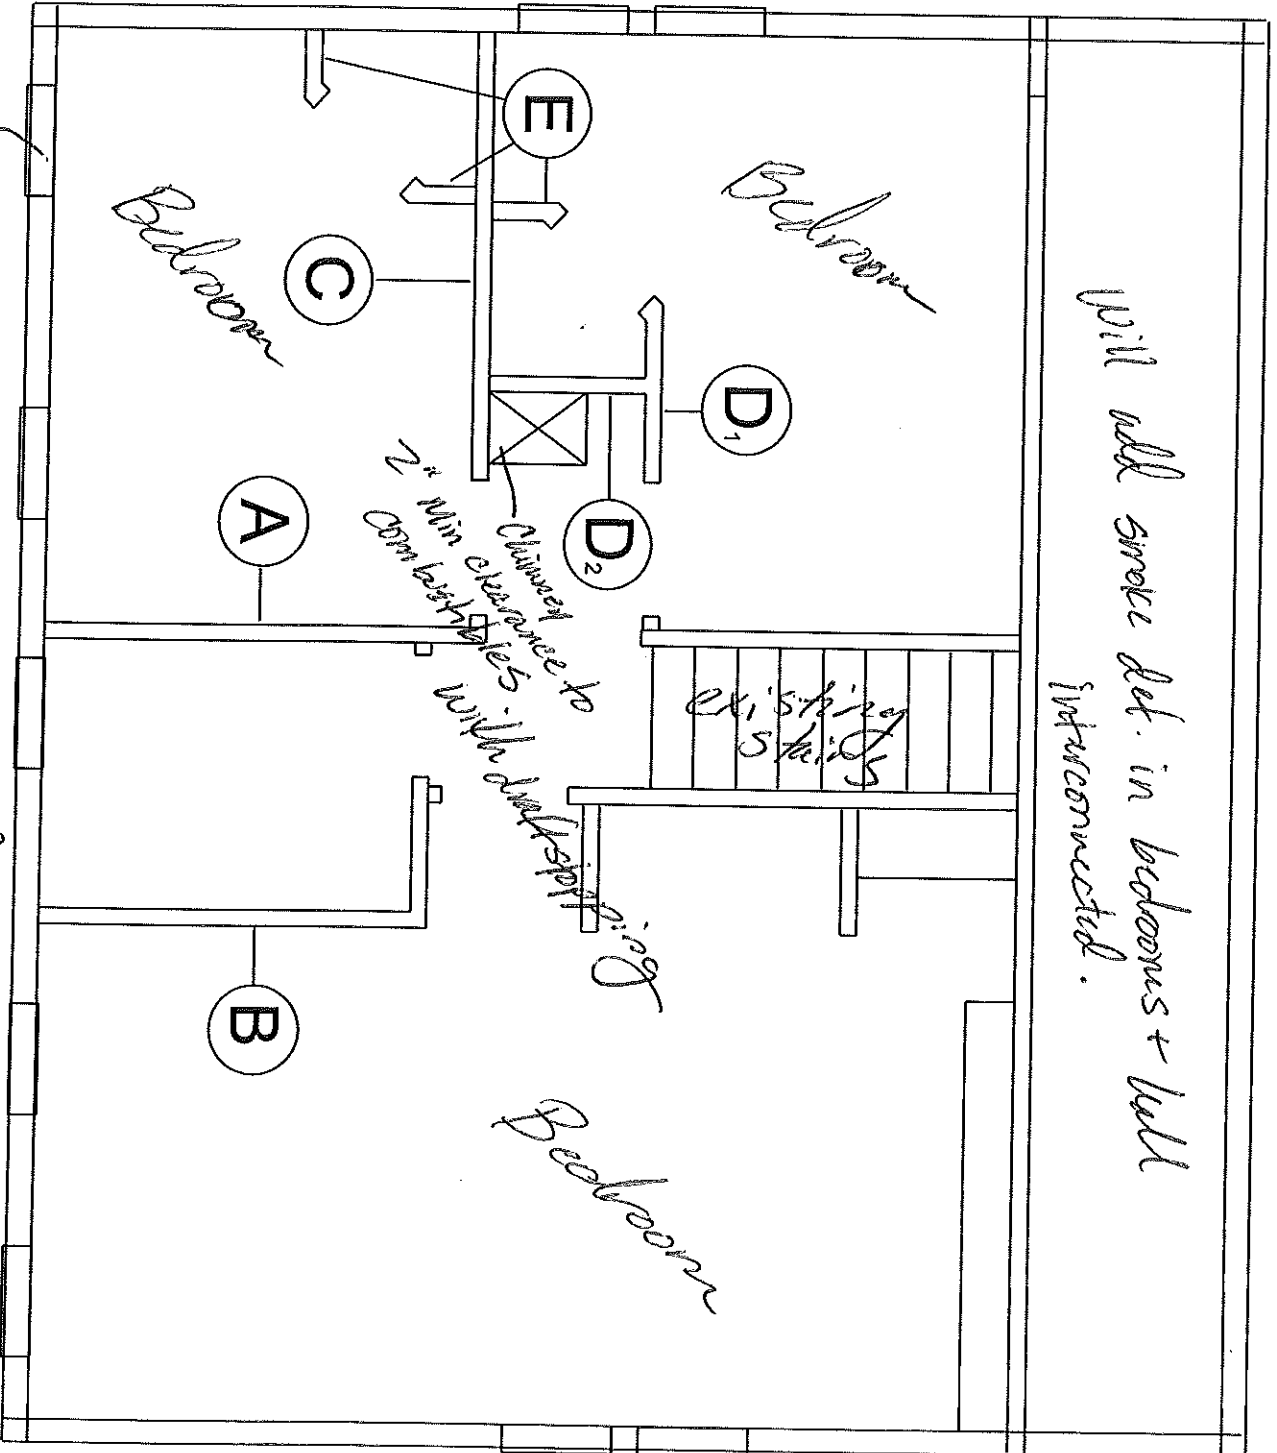 Will add smoke det. in bedrooms + hall
interconnected.
Bedroom
D1
E
existing
stairs
D2
chimney
2" min clearance to
combustibles.
with draftstopping
C
Bedroom
A
Bedroom
B